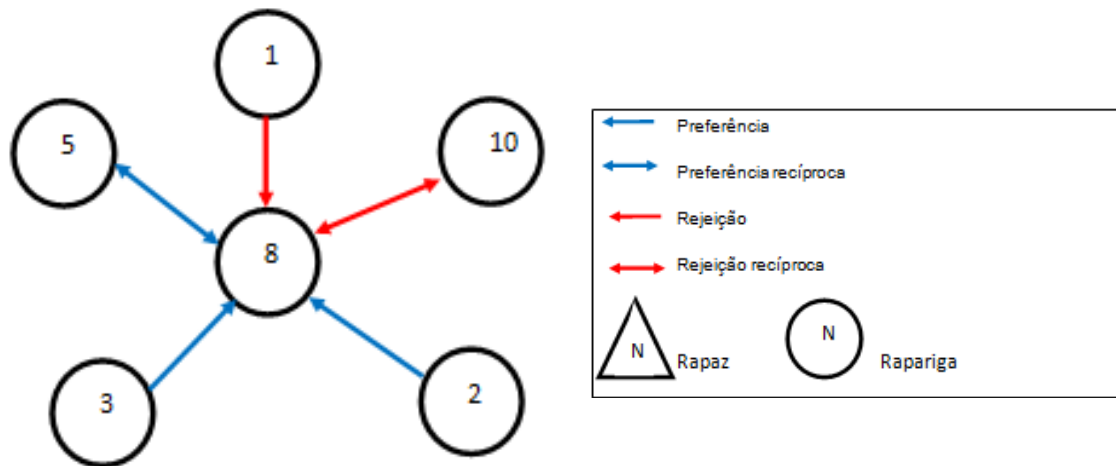 1
5
10
8
3
2
Preferência
Preferência recíproca
Rejeição
Rejeição recíproca
N
Rapaz
N
Rapariga